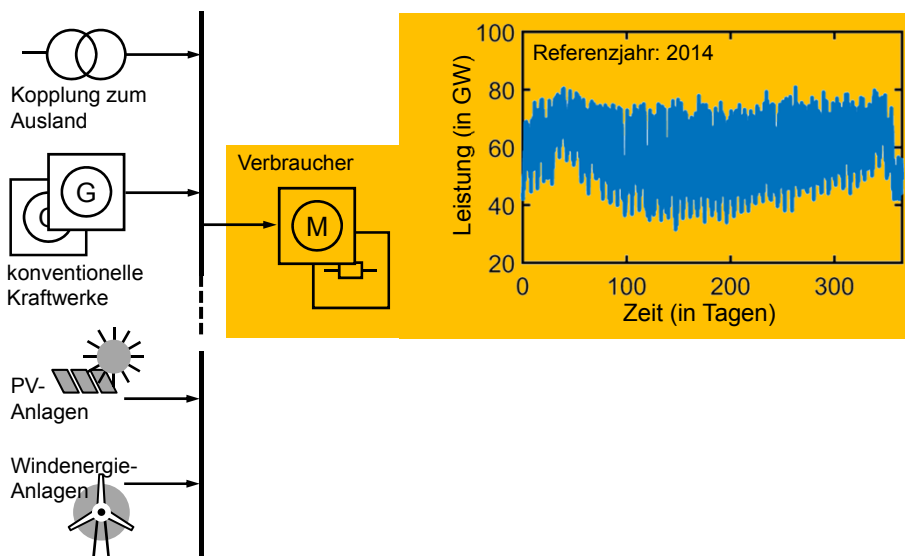 Kopplung zum
Ausland
G
konventionelle
Kraftwerke
PV-
Anlagen
Windenergie-
Anlagen
Verbraucher
M
Referenzjahr: 2014
Leistung (in GW)
100
80
60
40
20
0
100
200
300
Zeit (in Tagen)